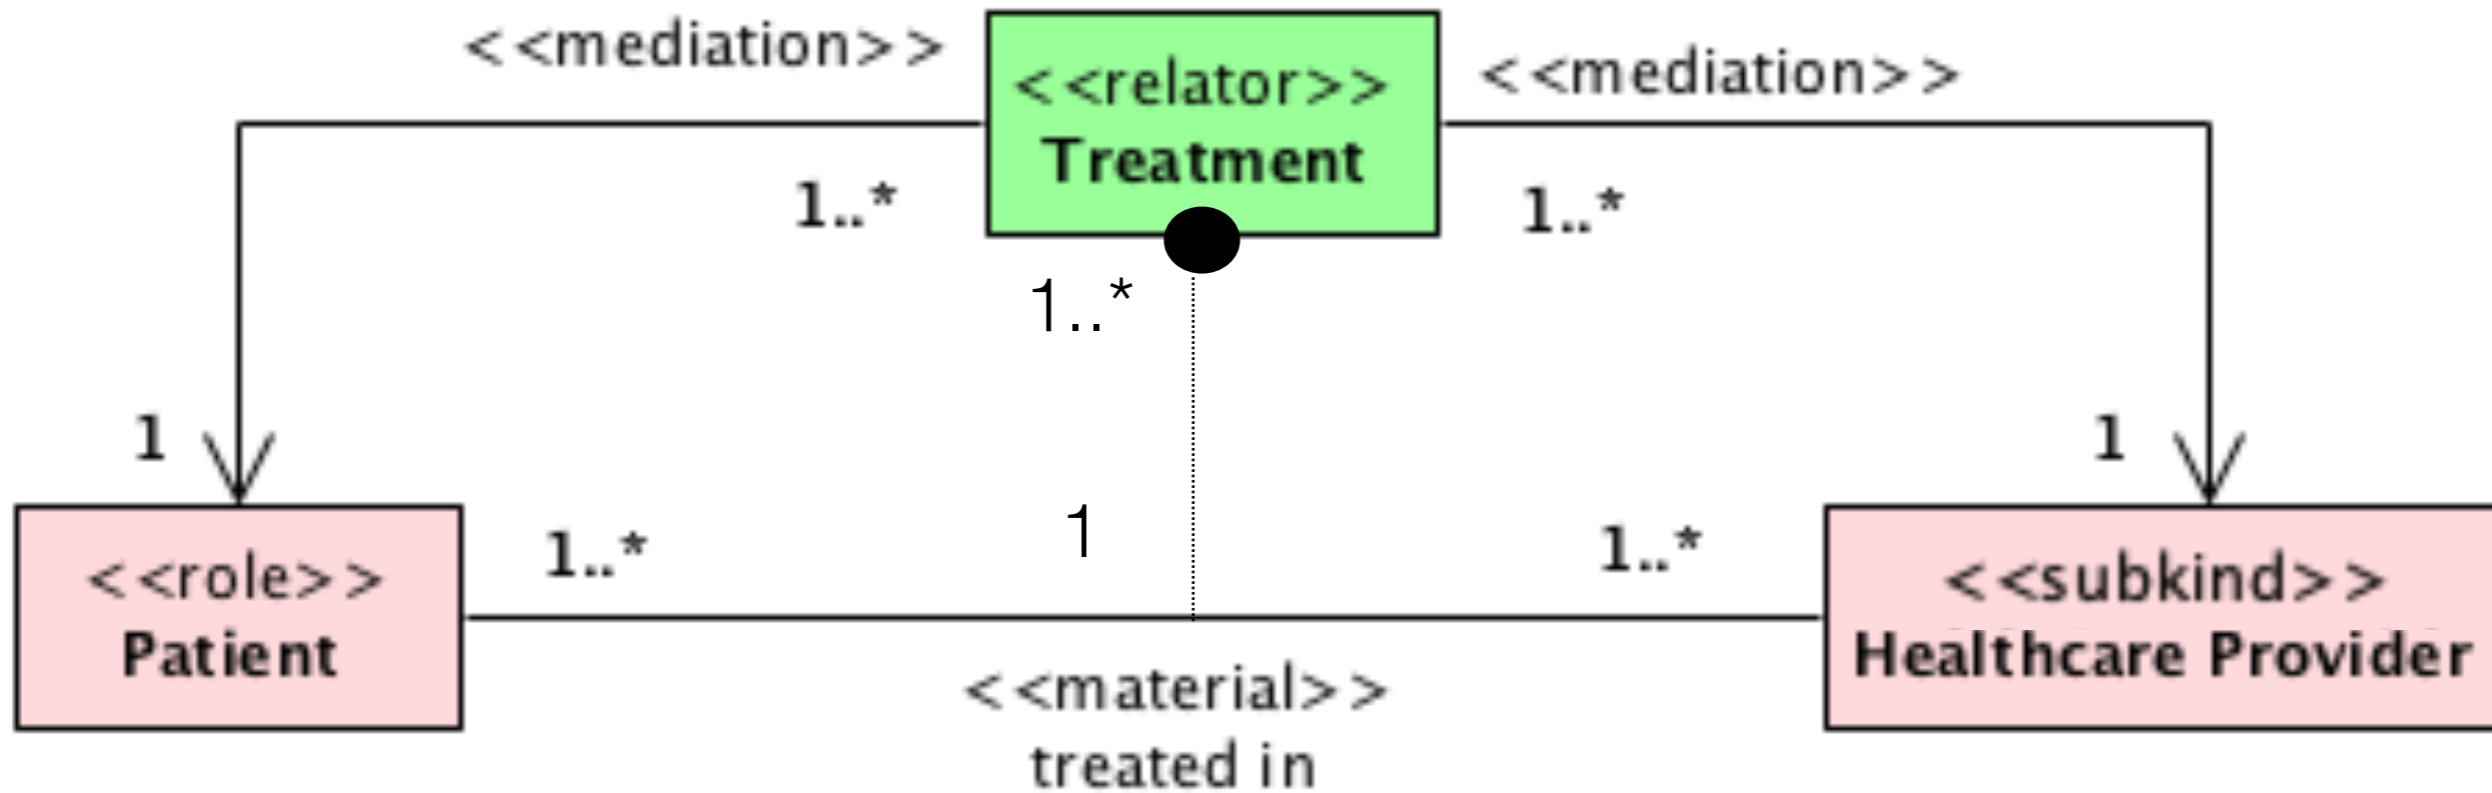 <<mediation>>
<<relator>>
Treatment
<<mediation>>
1..*
1..*
1..*
1
1
1
1..*
1..*
<<role>>
Patient
<<subkind>>
Healthcare Provider
<<material>>
treated in